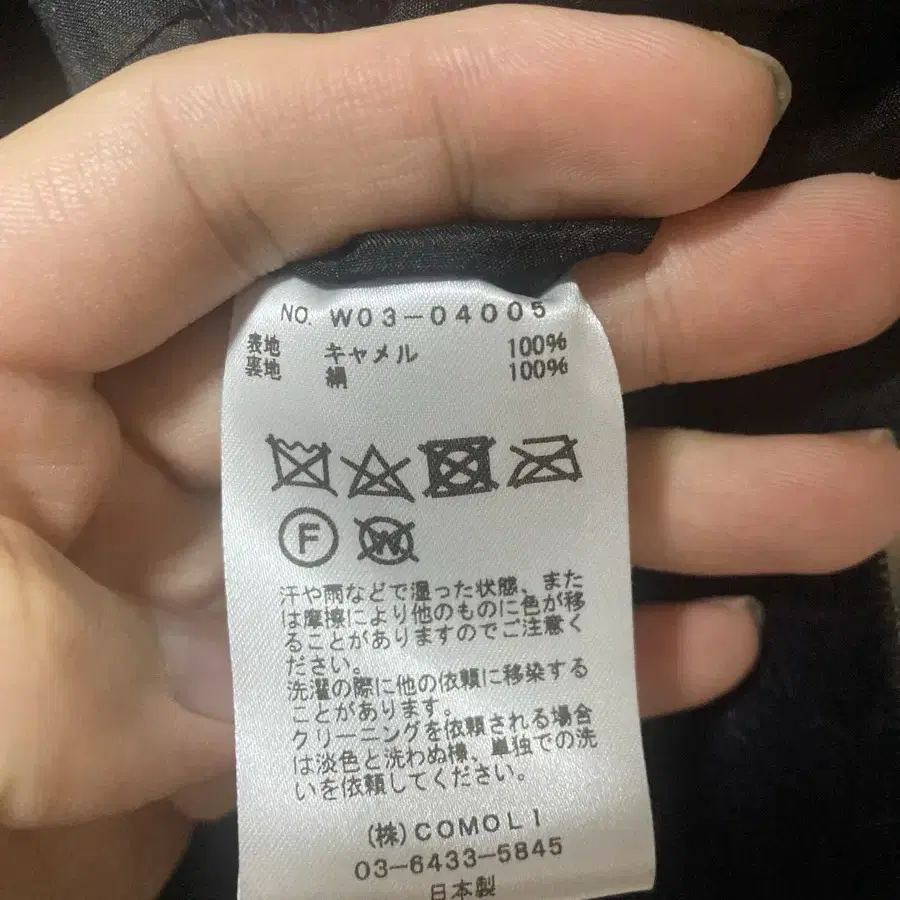 NO. W03-04005
表地 キャメル 100%
裏地 絹 100%
F
W
汗や雨などで湿った状態、また
は摩擦により他のものに色が移
ることがありますのでご注意く
ださい。
洗濯の際に他の依頼に移染する
ことがあります。
クリーニングを依頼される場合
は淡色と洗わぬ様、単独での洗
いを依頼してください。
(株)COMOLI
03-6433-5845
日本製